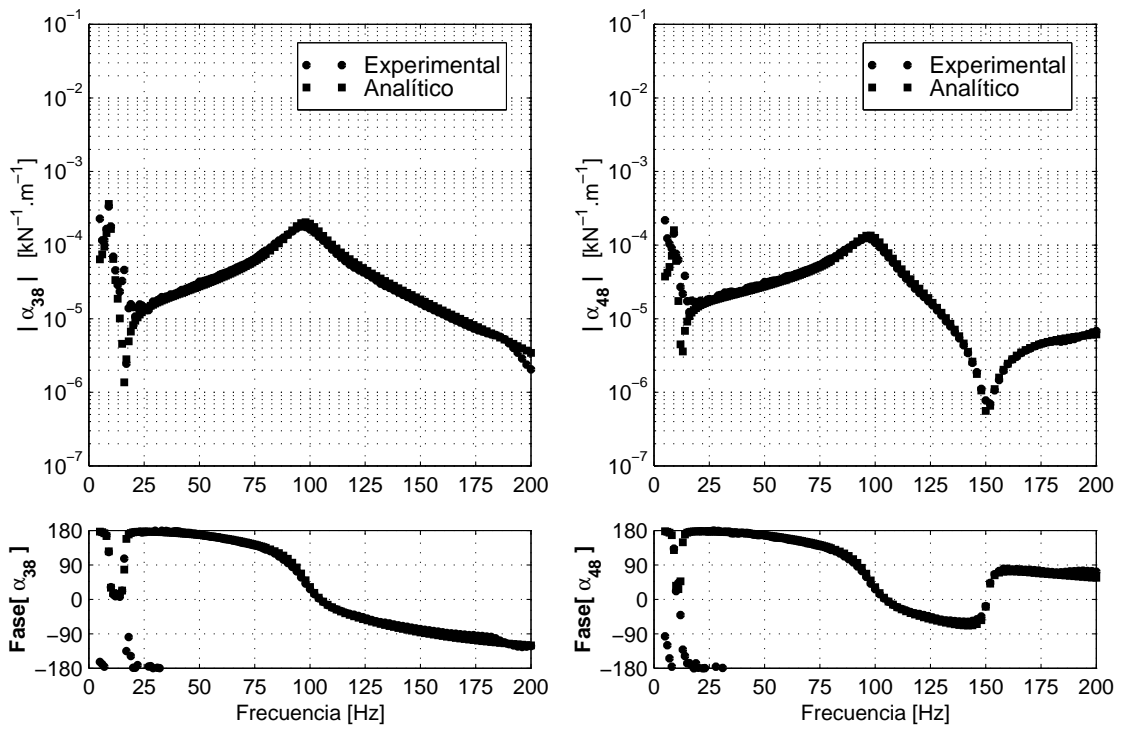 10−1
10−2
10−3
10−4
10−5
10−6
10−7
| α38 | [kN−1.m−1]
Experimental
Analítico
0 25 50 75 100 125 150 175 200
180
90
0
−90
−180
Fase[ α38 ]
0 25 50 75 100 125 150 175 200
Frecuencia [Hz]
10−1
10−2
10−3
10−4
10−5
10−6
10−7
| α48 | [kN−1.m−1]
Experimental
Analítico
0 25 50 75 100 125 150 175 200
180
90
0
−90
−180
Fase[ α48 ]
0 25 50 75 100 125 150 175 200
Frecuencia [Hz]